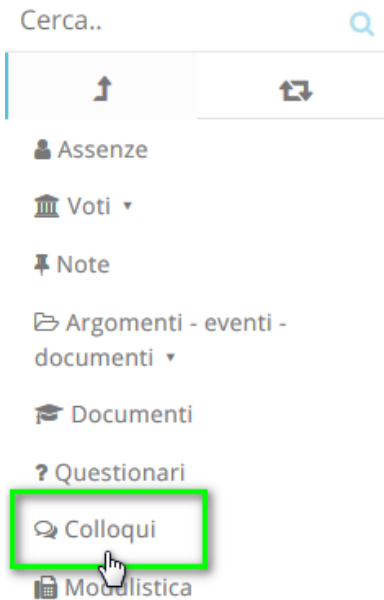 Cerca..
Assenze
Voti
Note
Argomenti - eventi -
documenti
Documenti
? Questionari
Colloqui
Modulistica